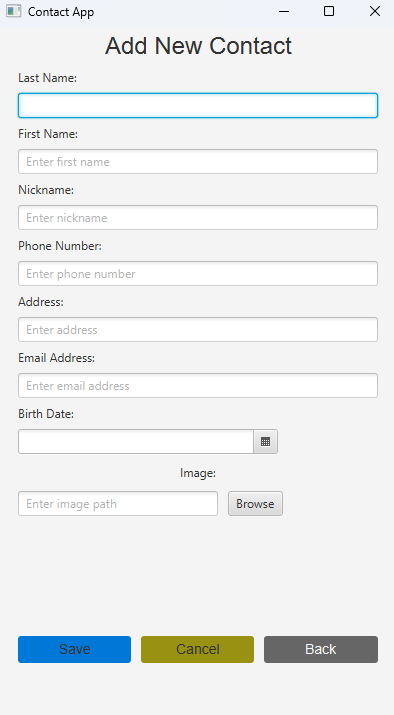 Contact App
Add New Contact
Last Name:
First Name:
Enter first name
Nickname:
Enter nickname
Phone Number:
Enter phone number
Address:
Enter address
Email Address:
Enter email address
Birth Date:
Image:
Enter image path Browse
Save Cancel Back